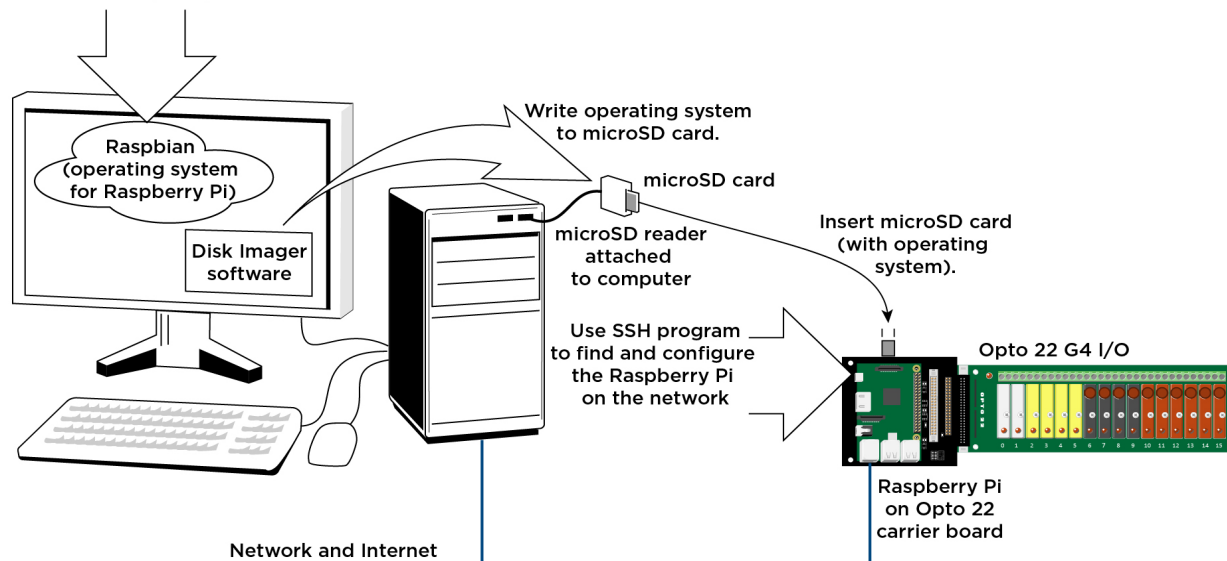 Raspbian
(operating system
for Raspberry Pi)
Disk Imager
software
Write operating system
to microSD card.
microSD card
microSD reader
attached
to computer
Insert microSD card
(with operating
system).
Use SSH program
to find and configure
the Raspberry Pi
on the network
Opto 22 G4 I/O
OPTO 22
0 1 2 3 4 5 6 7 8 9 10 11 12 13 14 15
Raspberry Pi
on Opto 22
carrier board
Network and Internet